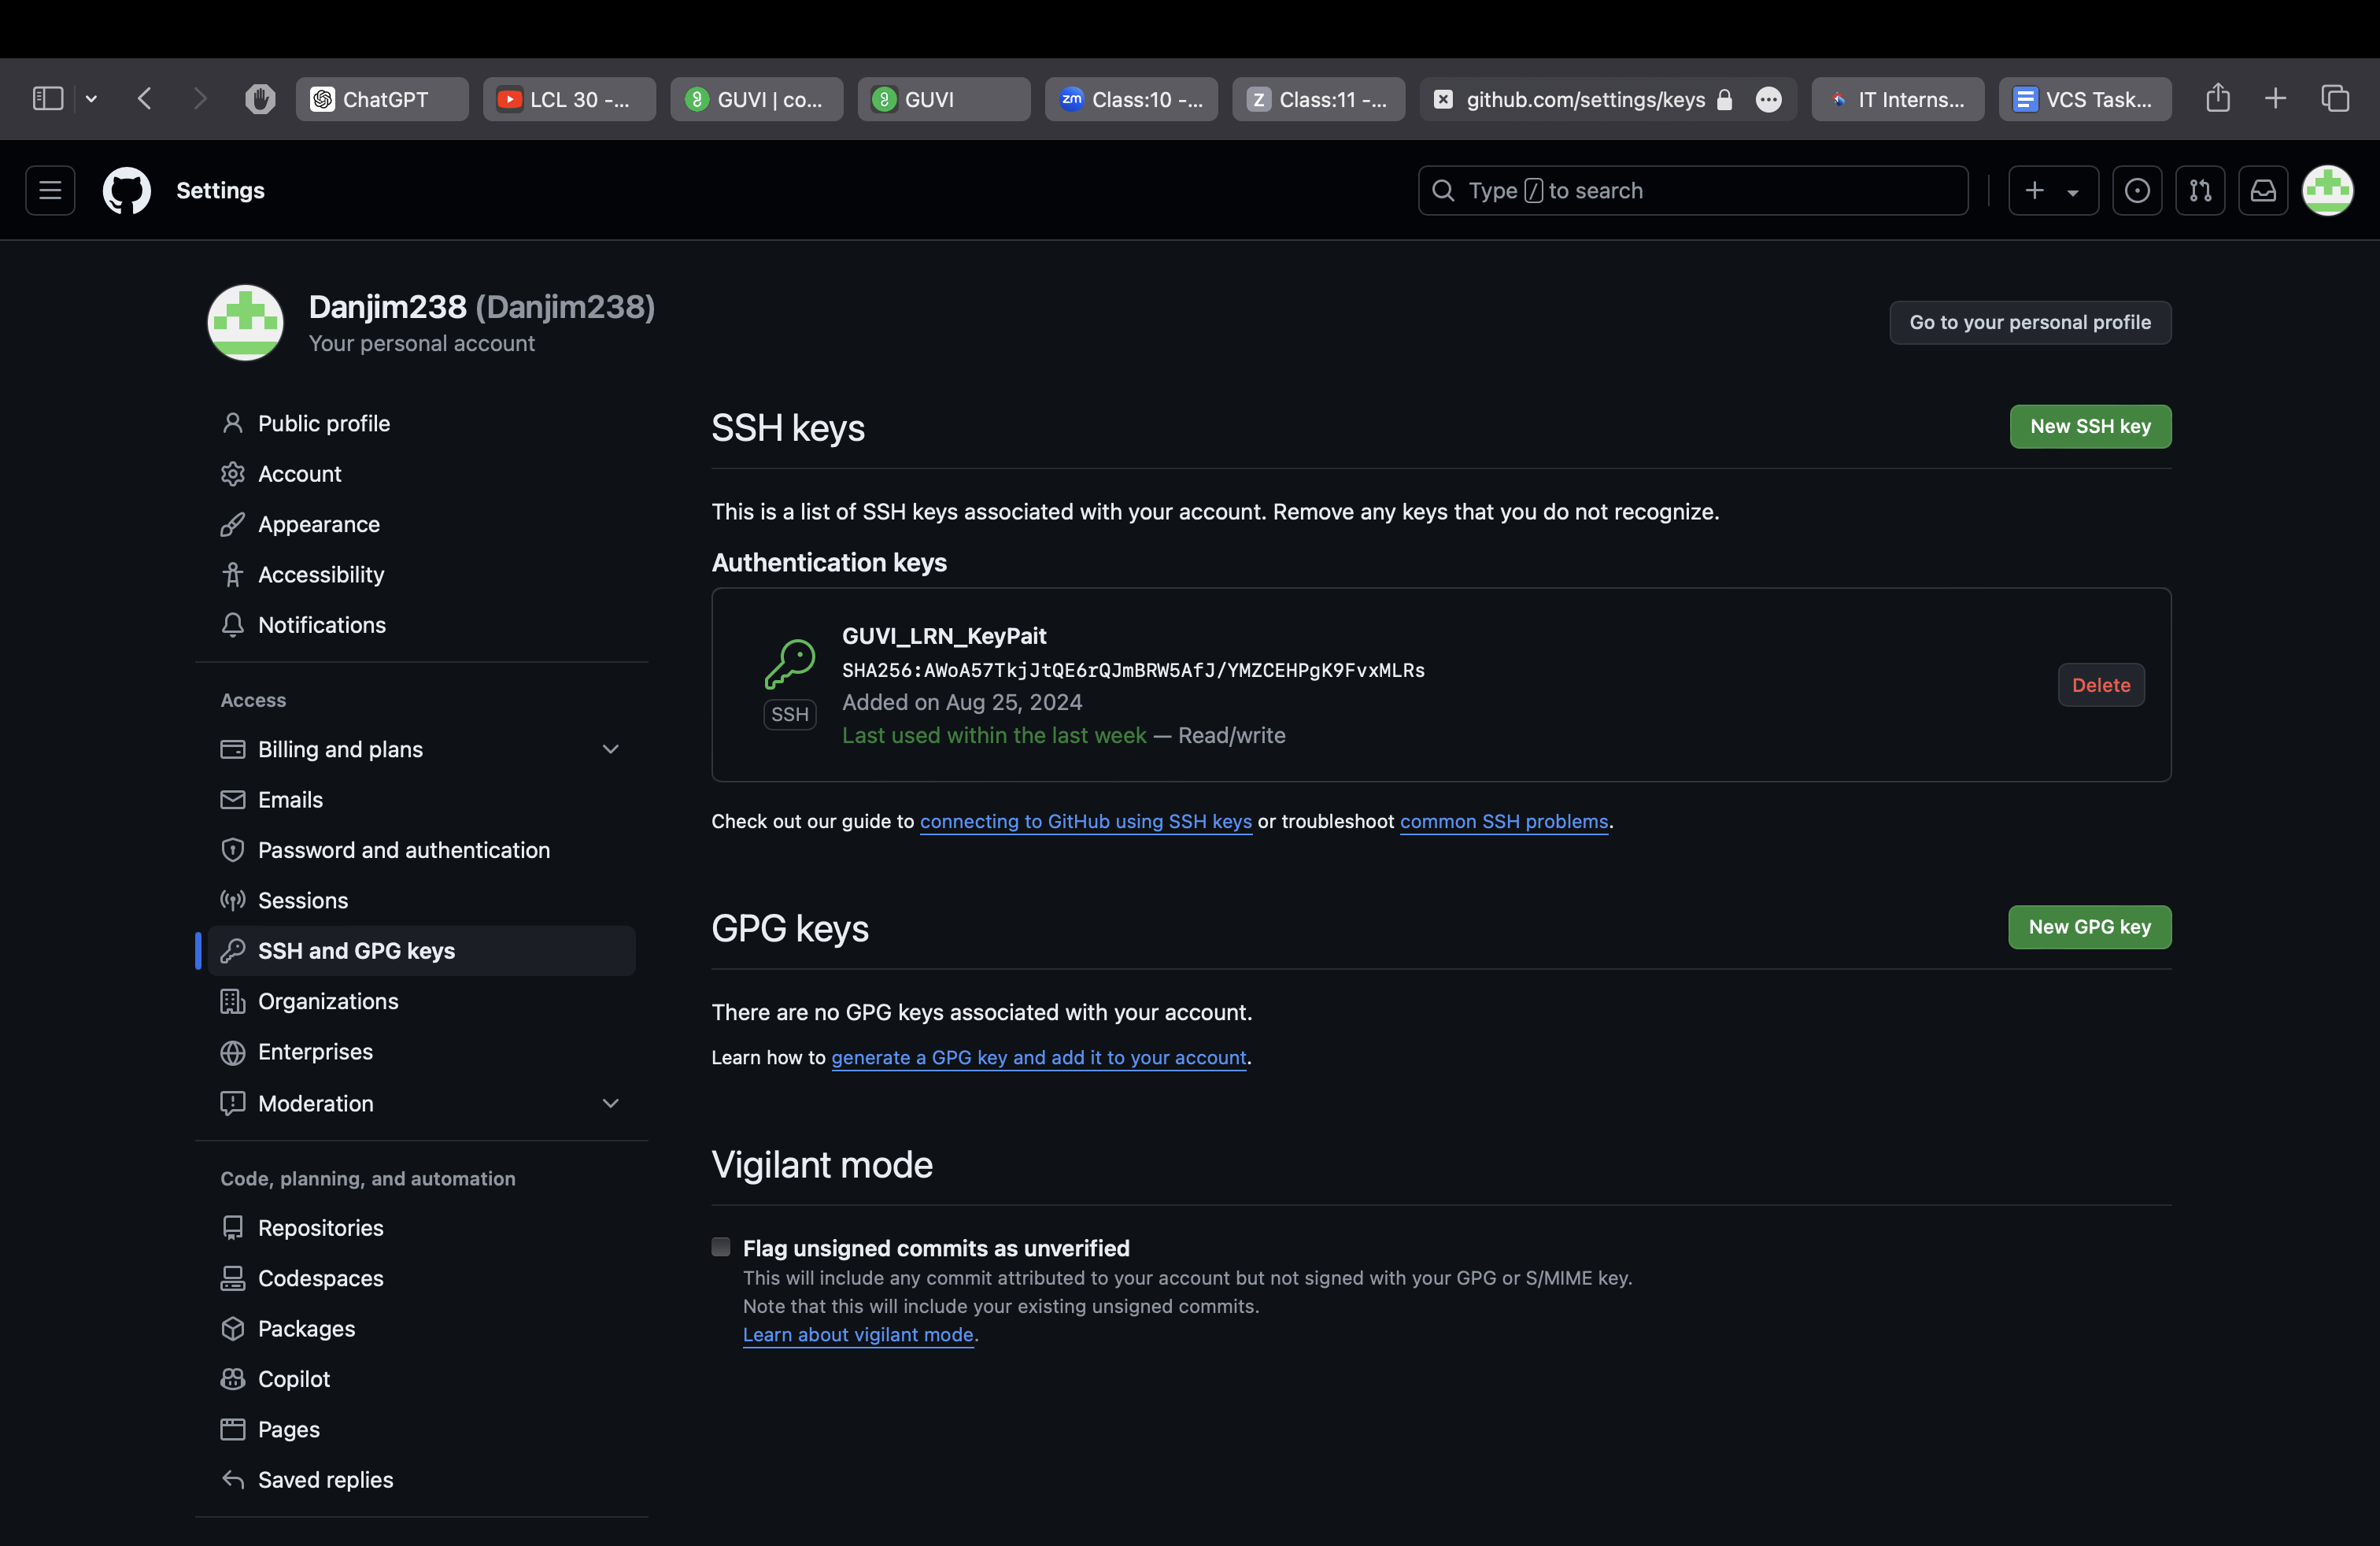 ChatGPT
LCL 30 -...
GUVI | co...
GUVI
zm Class:10 -...
Z Class:11 -...
github.com/settings/keys
IT Interns...
VCS Task...
Settings
Type / to search
Danjim238 (Danjim238)
Your personal account
Go to your personal profile
Public profile
Account
Appearance
Accessibility
Notifications
Access
Billing and plans
Emails
Password and authentication
Sessions
SSH and GPG keys
Organizations
Enterprises
Moderation
Code, planning, and automation
Repositories
Codespaces
Packages
Copilot
Pages
Saved replies
SSH keys
New SSH key
This is a list of SSH keys associated with your account. Remove any keys that you do not recognize.
Authentication keys
GUVI_LRN_KeyPait
SHA256:AWoA57TkjJtQE6rQJmBRW5AfJ/YMZCEHPgK9FvxMLRs
Added on Aug 25, 2024
Last used within the last week — Read/write
SSH
Delete
Check out our guide to connecting to GitHub using SSH keys or troubleshoot common SSH problems.
GPG keys
New GPG key
There are no GPG keys associated with your account.
Learn how to generate a GPG key and add it to your account.
Vigilant mode
Flag unsigned commits as unverified
This will include any commit attributed to your account but not signed with your GPG or S/MIME key.
Note that this will include your existing unsigned commits.
Learn about vigilant mode.